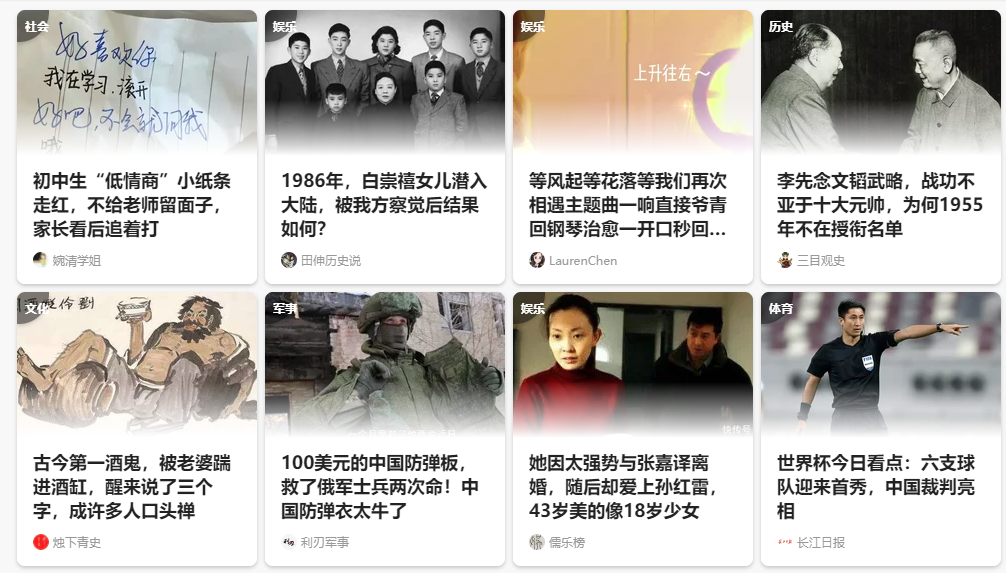 社会
好喜欢你
我在学习.滚开
好吧,不会就问我
哦
初中生“低情商”小纸条
走红，不给老师留面子，
家长看后追着打
婉清学姐
娱乐
1986年，白崇禧女儿潜入
大陆，被我方察觉后结果
如何？
田伸历史说
娱乐
上升往右～
等风起等花落等我们再次
相遇主题曲一响直接爷青
回钢琴治愈一开口秒回...
LaurenChen
历史
李先念文韬武略，战功不
亚于十大元帅，为何1955
年不在授衔名单
三目观史
文化
古今第一酒鬼，被老婆踹
进酒缸，醒来说了三个
字，成许多人口头禅
烛下青史
军事
100美元的中国防弹板，
救了俄军士兵两次命！中
国防弹衣太牛了
利刃军事
娱乐
快传号
她因太强势与张嘉译离
婚，随后却爱上孙红雷，
43岁美的像18岁少女
儒乐榜
体育
世界杯今日看点：六支球
队迎来首秀，中国裁判亮
相
长江日报